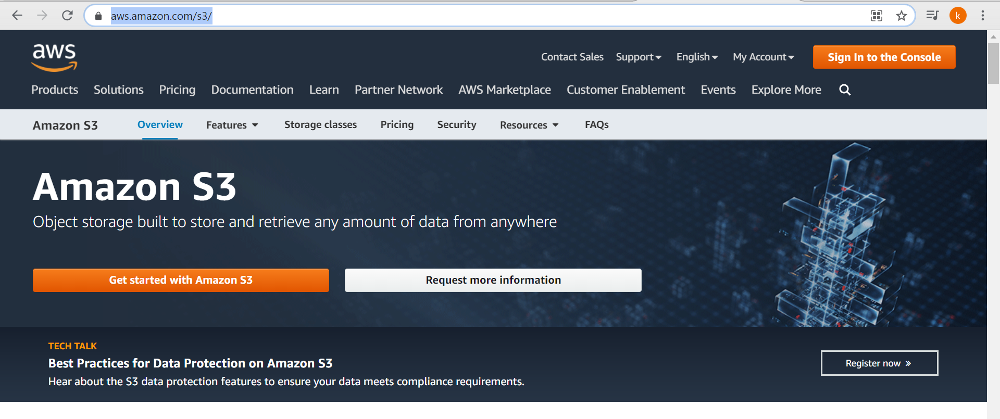 aws.amazon.com/s3/
k
aws
Contact Sales Support English My Account Sign In to the Console
Products Solutions Pricing Documentation Learn Partner Network AWS Marketplace Customer Enablement Events Explore More
Amazon S3 Overview Features Storage classes Pricing Security Resources FAQs
Amazon S3
Object storage built to store and retrieve any amount of data from anywhere
Get started with Amazon S3 Request more information
TECH TALK
Best Practices for Data Protection on Amazon S3
Hear about the S3 data protection features to ensure your data meets compliance requirements.
Register now »